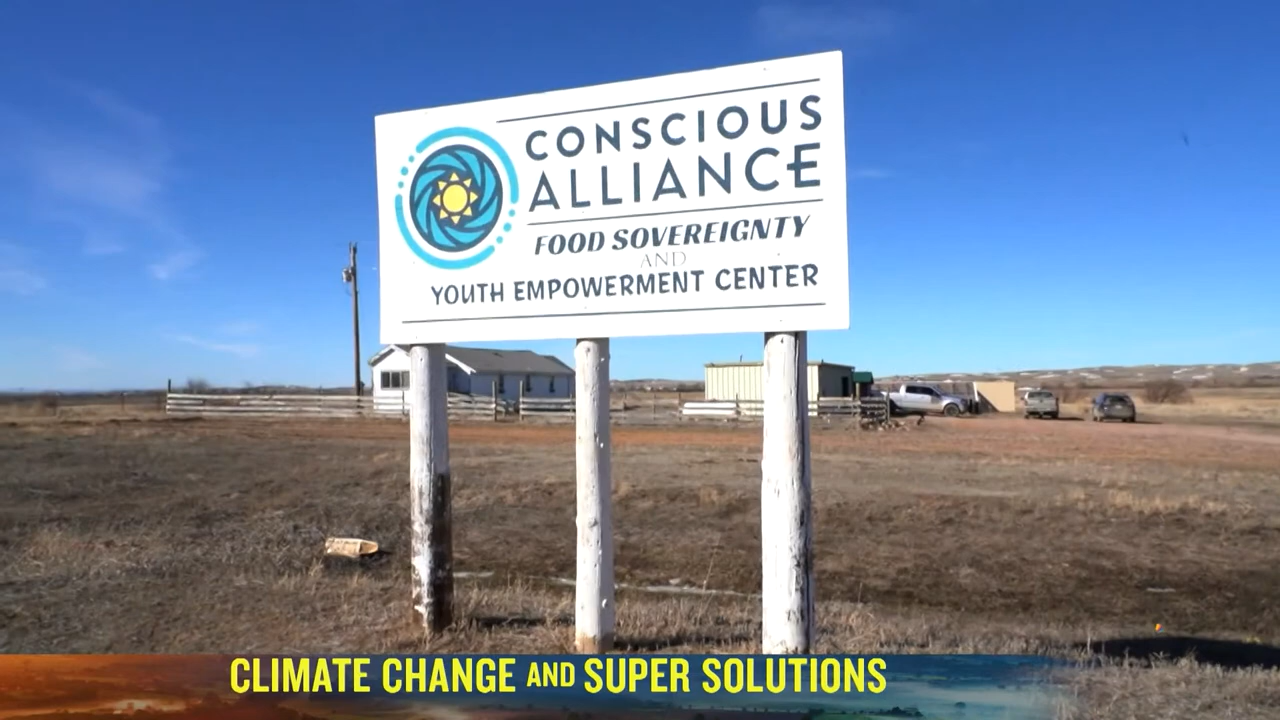 CONSCIOUS
ALLIANCE
FOOD SOVEREIGNTY
AND
YOUTH EMPOWERMENT CENTER
CLIMATE CHANGE AND SUPER SOLUTIONS